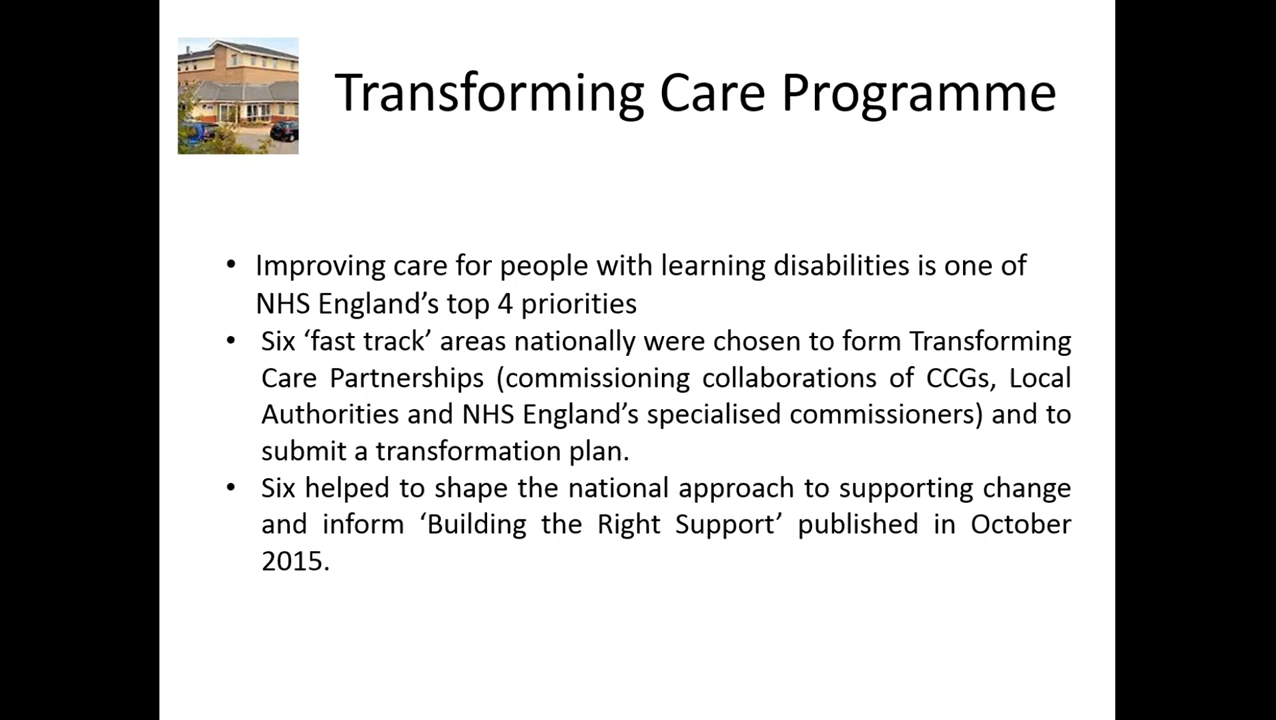 Transforming Care Programme
• Improving care for people with learning disabilities is one of
NHS England’s top 4 priorities
• Six ‘fast track’ areas nationally were chosen to form Transforming
Care Partnerships (commissioning collaborations of CCGs, Local
Authorities and NHS England’s specialised commissioners) and to
submit a transformation plan.
• Six helped to shape the national approach to supporting change
and inform ‘Building the Right Support’ published in October
2015.